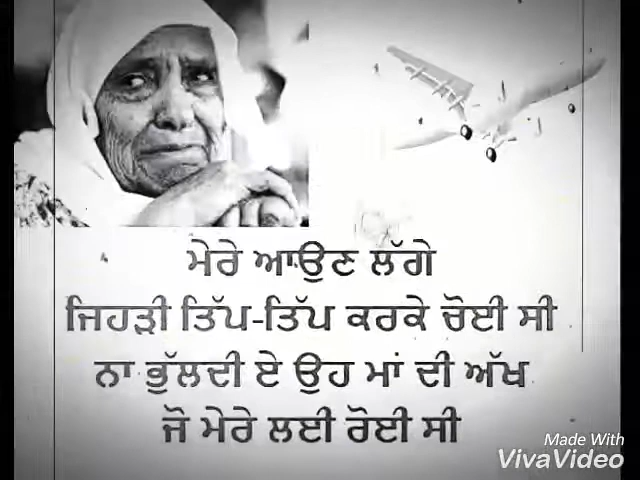 ਮੇਰੇ ਆਉਣ ਲੱਗੇ
ਜਿਹੜੀ ਤਿੱਪ-ਤਿੱਪ ਕਰਕੇ ਚੋਈ ਸੀ
ਨਾ ਭੁੱਲਦੀ ਏ ਉਹ ਮਾਂ ਦੀ ਅੱਖ
ਜੋ ਮੇਰੇ ਲਈ ਰੋਈ ਸੀ
Made With
VivaVideo